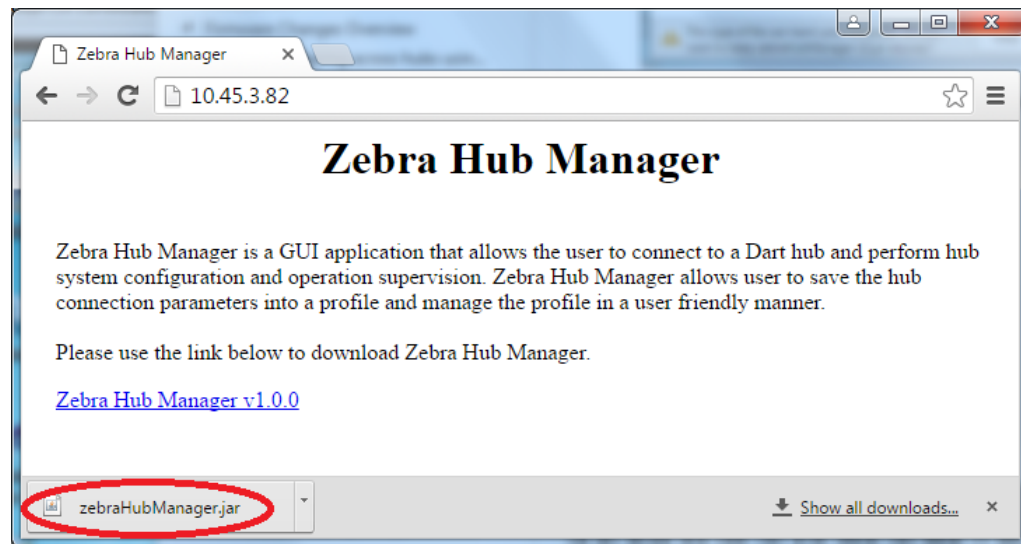 Zebra Hub Manager
10.45.3.82
Zebra Hub Manager
Zebra Hub Manager is a GUI application that allows the user to connect to a Dart hub and perform hub
system configuration and operation supervision. Zebra Hub Manager allows user to save the hub
connection parameters into a profile and manage the profile in a user friendly manner.
Please use the link below to download Zebra Hub Manager.
Zebra Hub Manager v1.0.0
zebraHubManager.jar
Show all downloads...